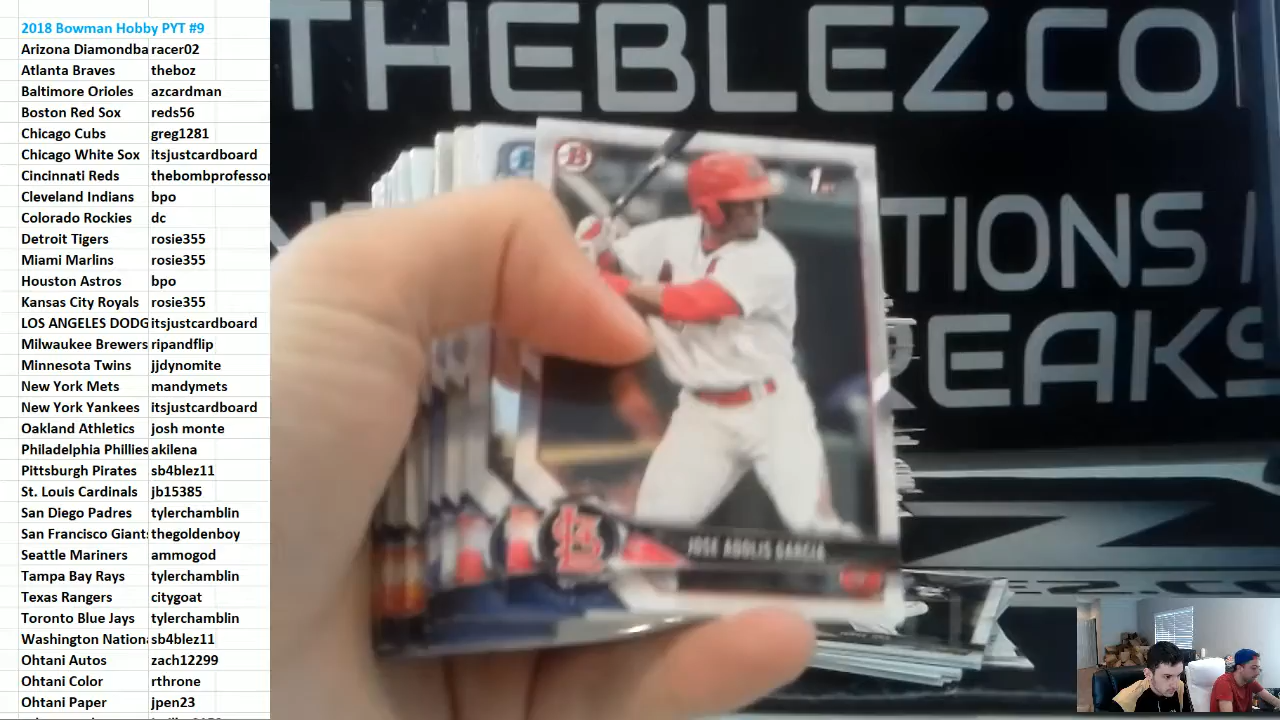 2018 Bowman Hobby PYT #9
Arizona Diamondba racer02
Atlanta Braves theboz
Baltimore Orioles azcardman
Boston Red Sox reds56
Chicago Cubs greg1281
Chicago White Sox itsjustcardboard
Cincinnati Reds thebombprofessor
Cleveland Indians bpo
Colorado Rockies dc
Detroit Tigers rosie355
Miami Marlins rosie355
Houston Astros bpo
Kansas City Royals rosie355
LOS ANGELES DODG itsjustcardboard
Milwaukee Brewers ripandflip
Minnesota Twins jjdynomite
New York Mets mandymets
New York Yankees itsjustcardboard
Oakland Athletics josh monte
Philadelphia Phillies akilena
Pittsburgh Pirates sb4blez11
St. Louis Cardinals jb15385
San Diego Padres tylerchamblin
San Francisco Giants thegoldenboy
Seattle Mariners ammogod
Tampa Bay Rays tylerchamblin
Texas Rangers citygoat
Toronto Blue Jays tylerchamblin
Washington Nationa sb4blez11
Ohtani Autos zach12299
Ohtani Color rthrone
Ohtani Paper jpen23
THEBLEZ.CO
TIONS
REAKS
B
1st
StL
JOSE ADOLIS GARCIA
EZ.CO